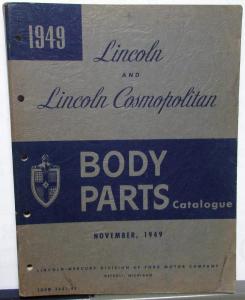 1949
Lincoln
AND
Lincoln Cosmopolitan
BODY
PARTS
Catalogue
NOVEMBER, 1949
LINCOLN-MERCURY DIVISION OF FORD MOTOR COMPANY
DETROIT, MICHIGAN
FORM